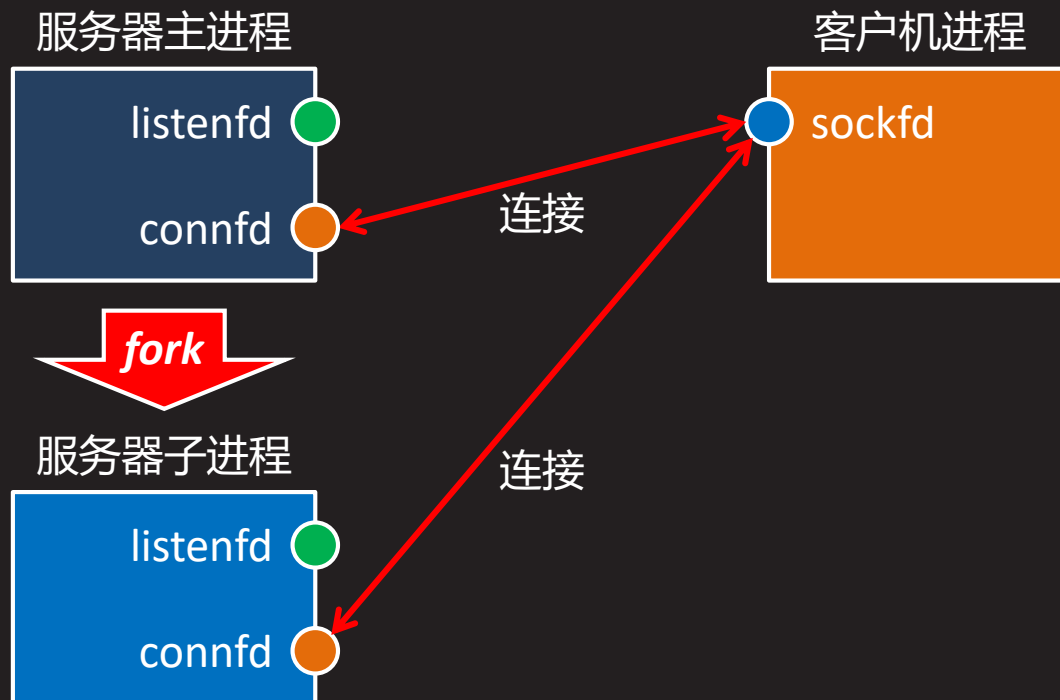 服务器主进程
客户机进程
listenfd
sockfd
连接
connfd
fork
服务器子进程
连接
listenfd
connfd